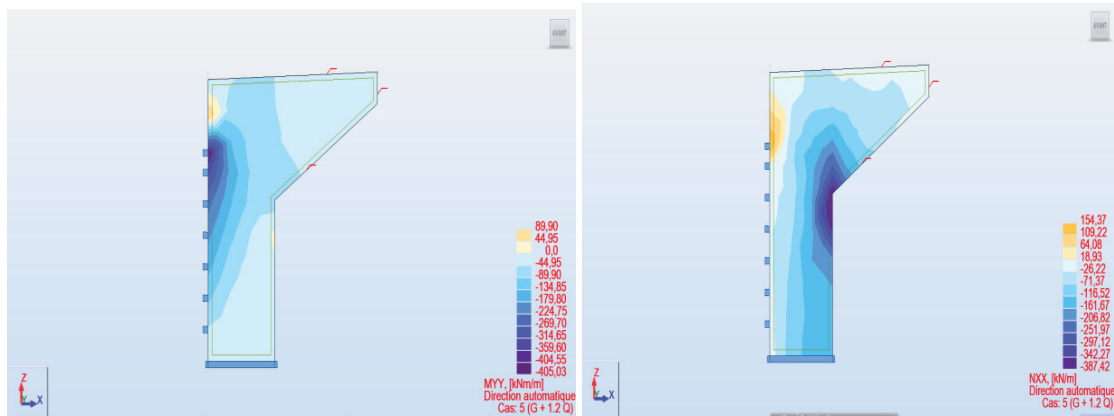 AVANT
89,90
44,95
0,0
-44,95
-89,90
-134,85
-179,80
-224,75
-269,70
-314,65
-359,60
-404,55
-405,03
MYY, [kNm/m]
Direction automatique
Cas: 5 (G + 1.2 Q)
Z
Y
X
AVANT
154,37
109,22
64,08
18,93
-26,22
-71,37
-116,52
-161,67
-206,82
-251,97
-297,12
-342,27
-387,42
NXX, [kN/m]
Direction automatique
Cas: 5 (G + 1.2 Q)
Z
Y
X